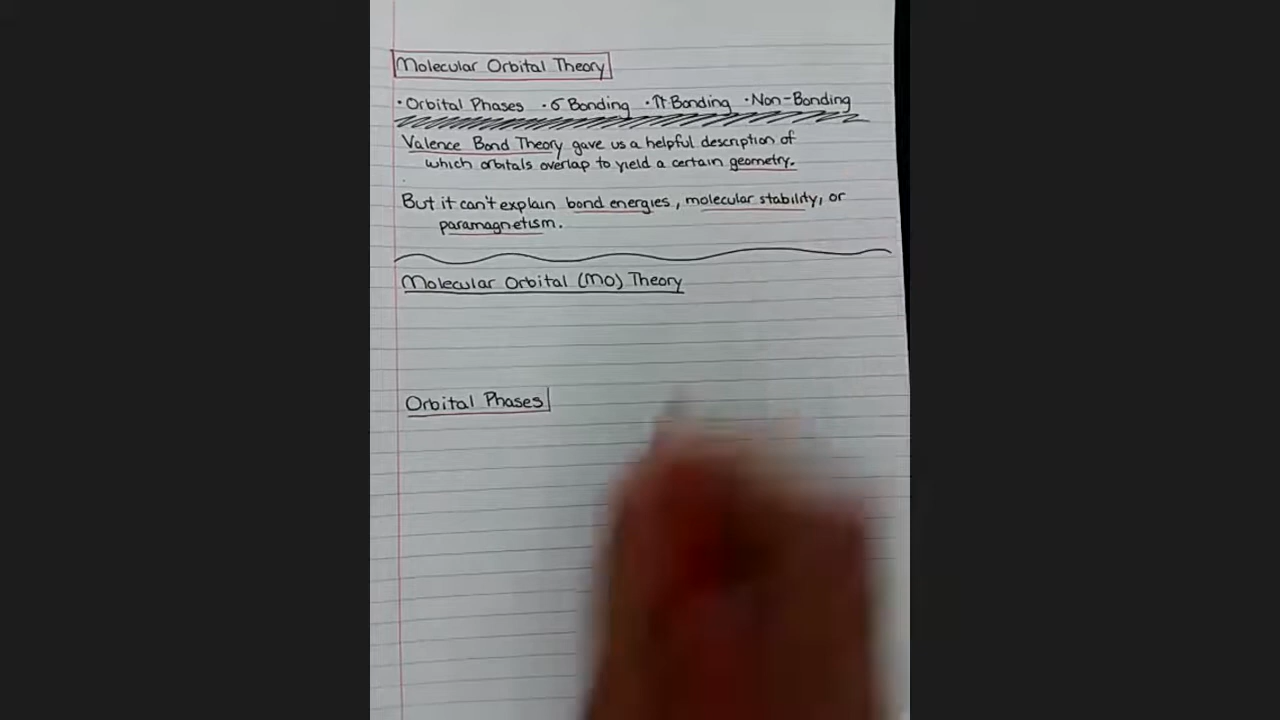 Molecular Orbital Theory
• Orbital Phases • σ Bonding • π Bonding • Non-Bonding
Valence Bond Theory gave us a helpful description of
which orbitals overlap to yield a certain geometry.
But it can't explain bond energies, molecular stability, or
paramagnetism.
Molecular Orbital (MO) Theory
Orbital Phases